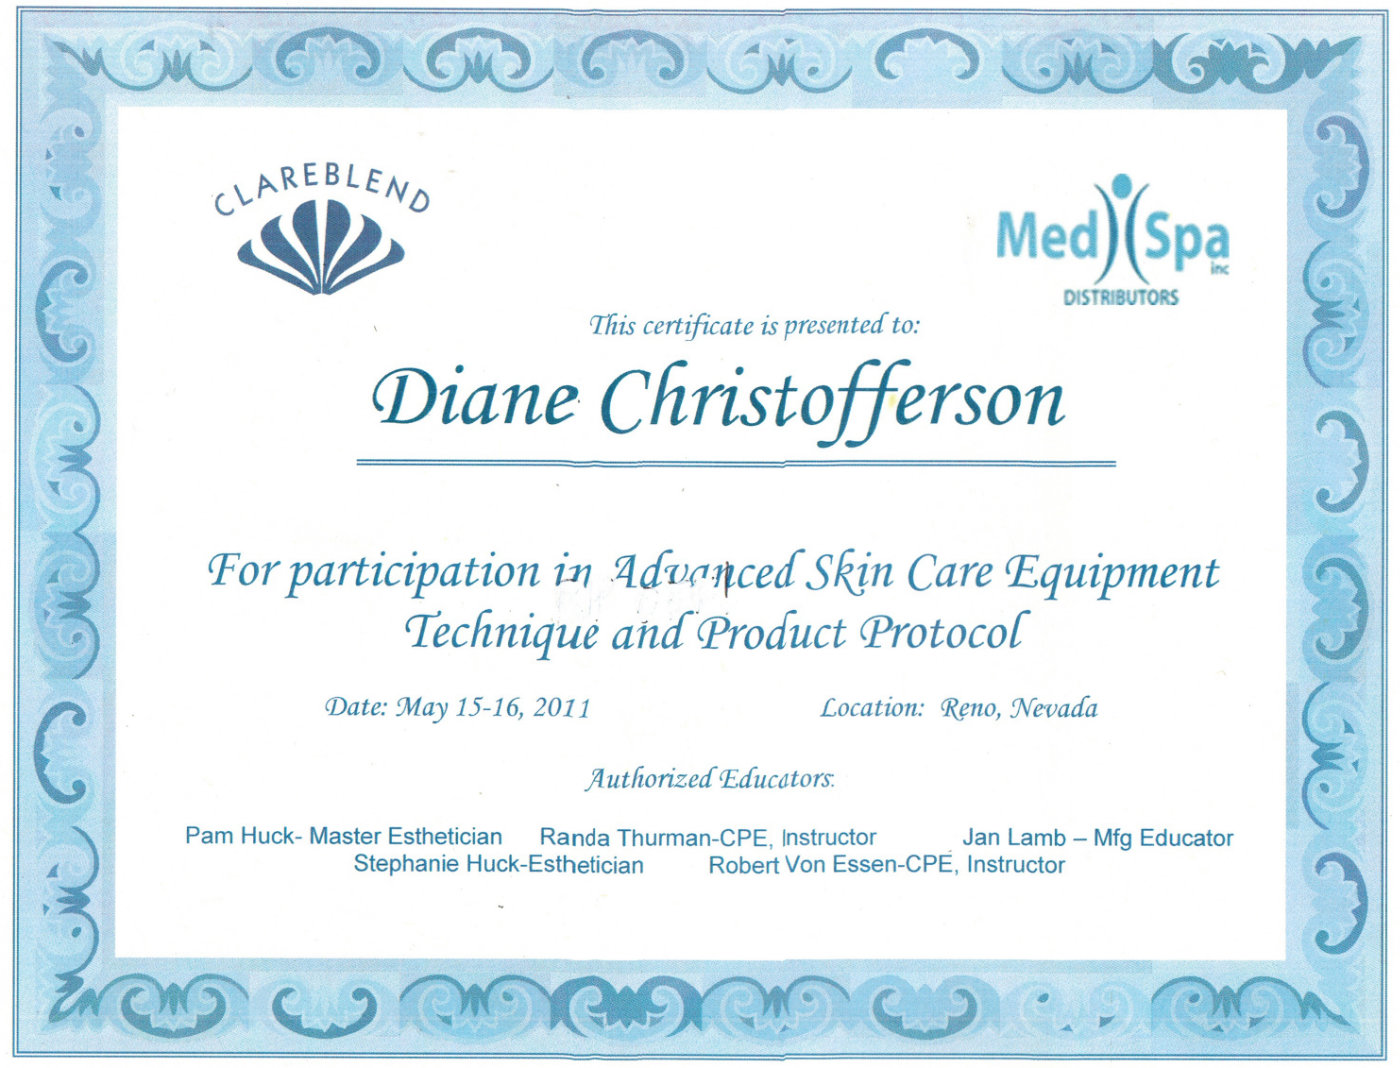 CLAREBLEND
Med Spa inc
DISTRIBUTORS
This certificate is presented to:
Diane Christofferson
For participation in Advanced Skin Care Equipment
Technique and Product Protocol
Date: May 15-16, 2011 Location: Reno, Nevada
Authorized Educators:
Pam Huck- Master Esthetician Randa Thurman-CPE, Instructor Jan Lamb – Mfg Educator
Stephanie Huck-Esthetician Robert Von Essen-CPE, Instructor